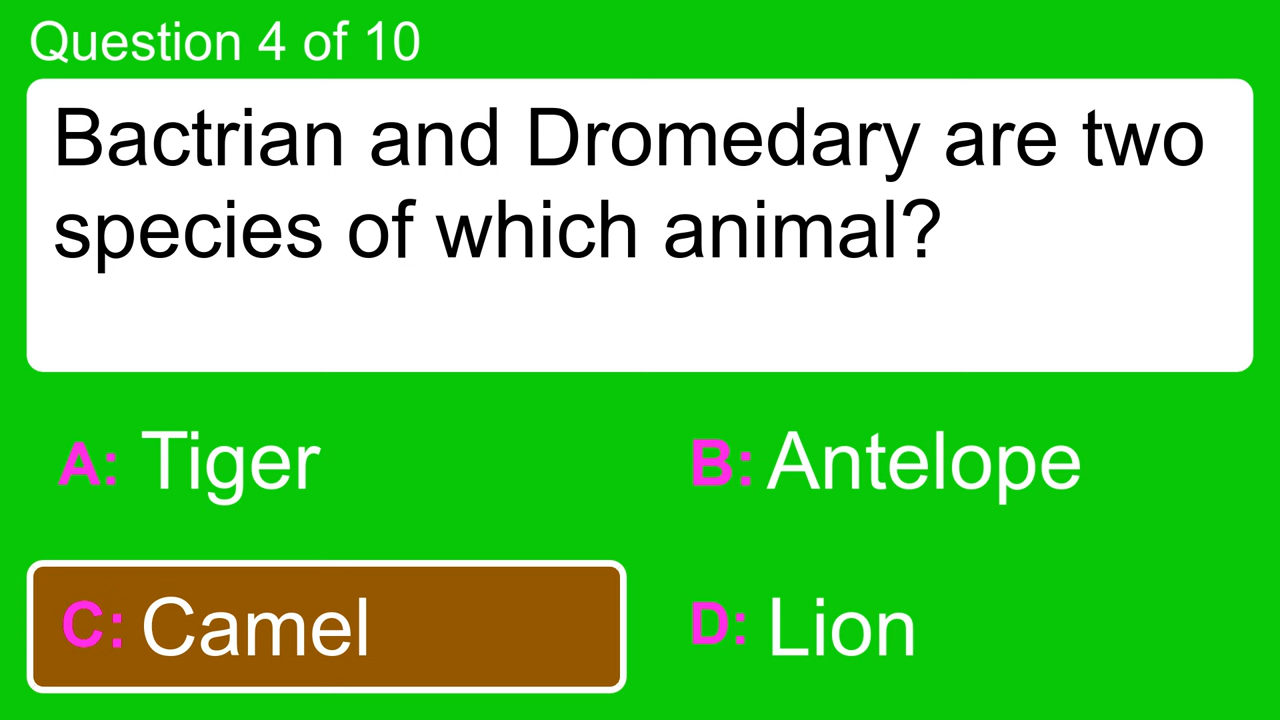 Question 4 of 10
Bactrian and Dromedary are two
species of which animal?
A: Tiger
B: Antelope
C: Camel
D: Lion